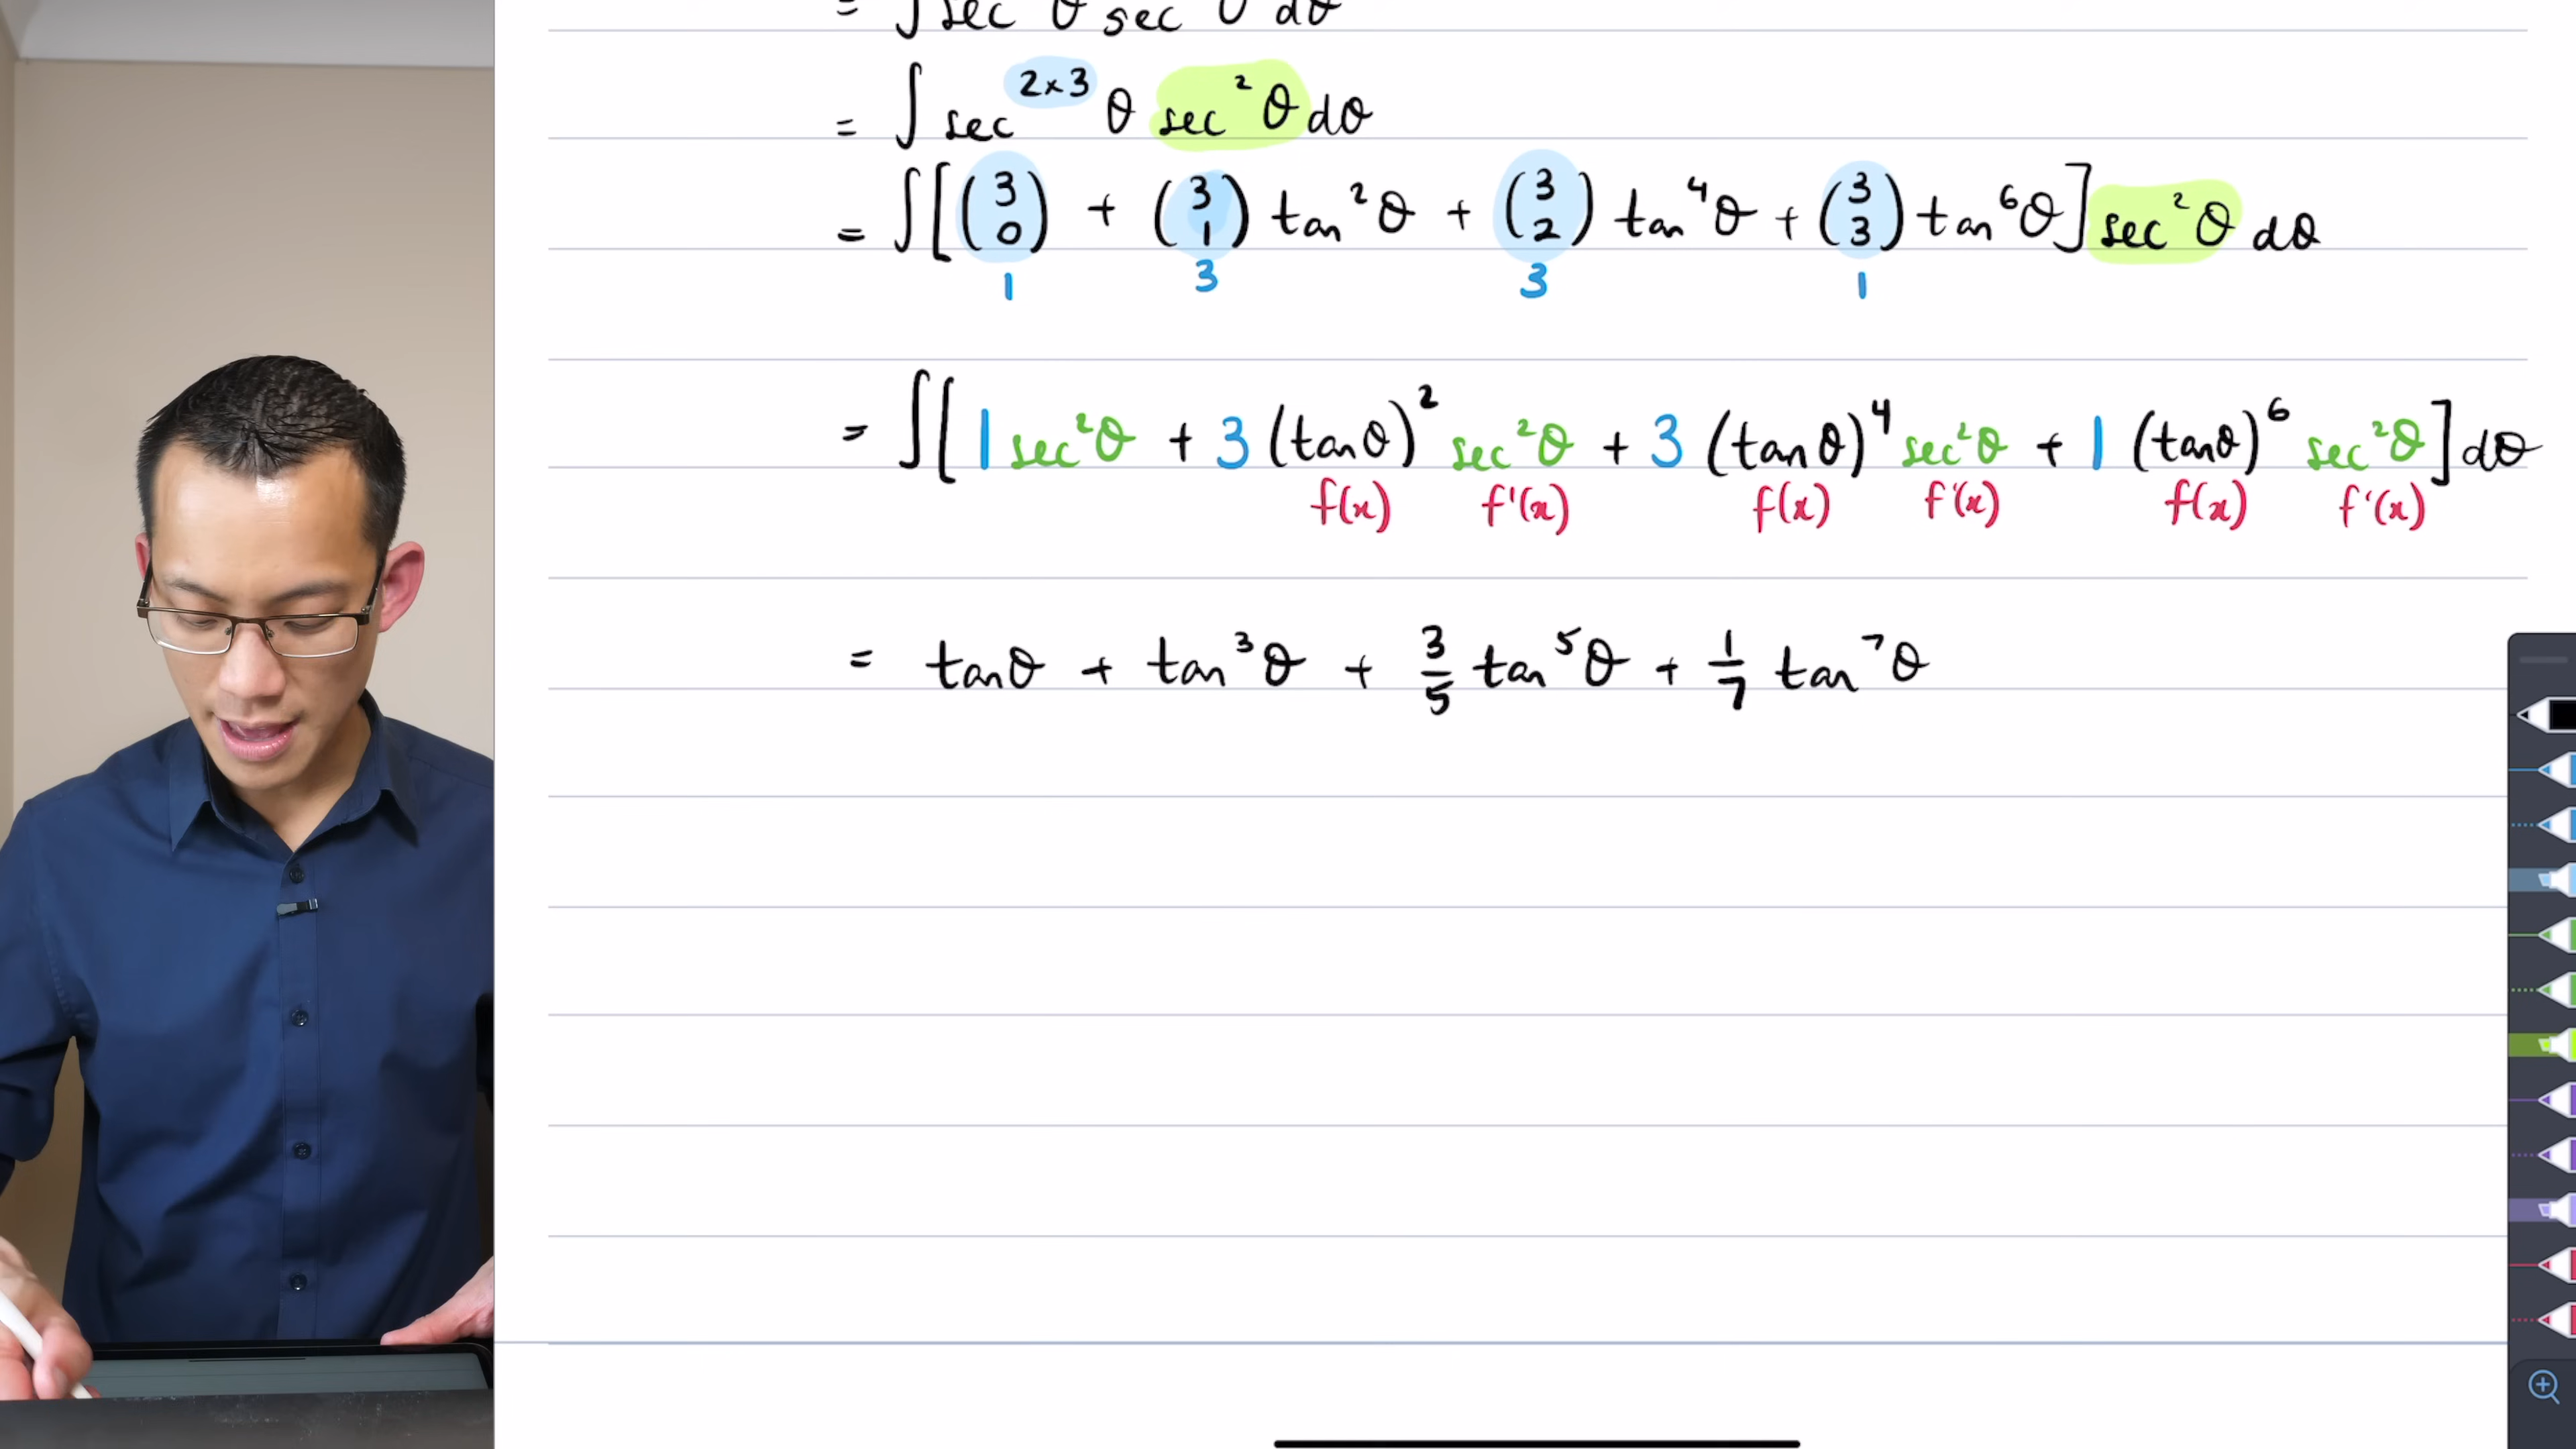 = ∫ sec θ sec θ dθ
= ∫ sec^{2×3} θ sec²θ dθ
= ∫ [ (3 0) + (3 1) tan²θ + (3 2) tan⁴θ + (3 3) tan⁶θ ] sec²θ dθ
1 3 3 1
= ∫ [ 1 sec²θ + 3 (tanθ)² sec²θ + 3 (tanθ)⁴ sec²θ + 1 (tanθ)⁶ sec²θ ] dθ
f(x) f'(x) f(x) f'(x) f(x) f'(x)
= tanθ + tan³θ + 3/5 tan⁵θ + 1/7 tan⁷θ